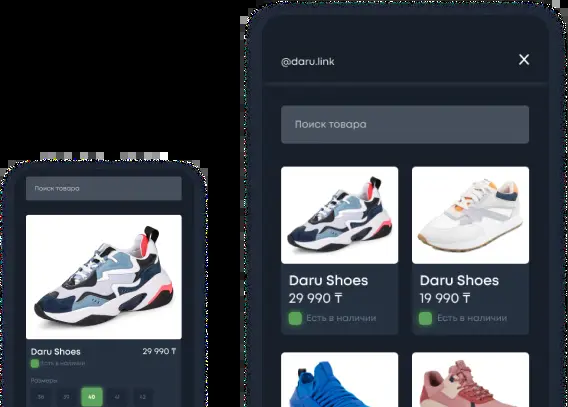 Поиск товара
Daru Shoes 29 990 ₸
Есть в наличии
Размеры
38 39 40 41 42
@daru.link
Поиск товара
Daru Shoes
29 990 ₸
Есть в наличии
Daru Shoes
19 990 ₸
Есть в наличии